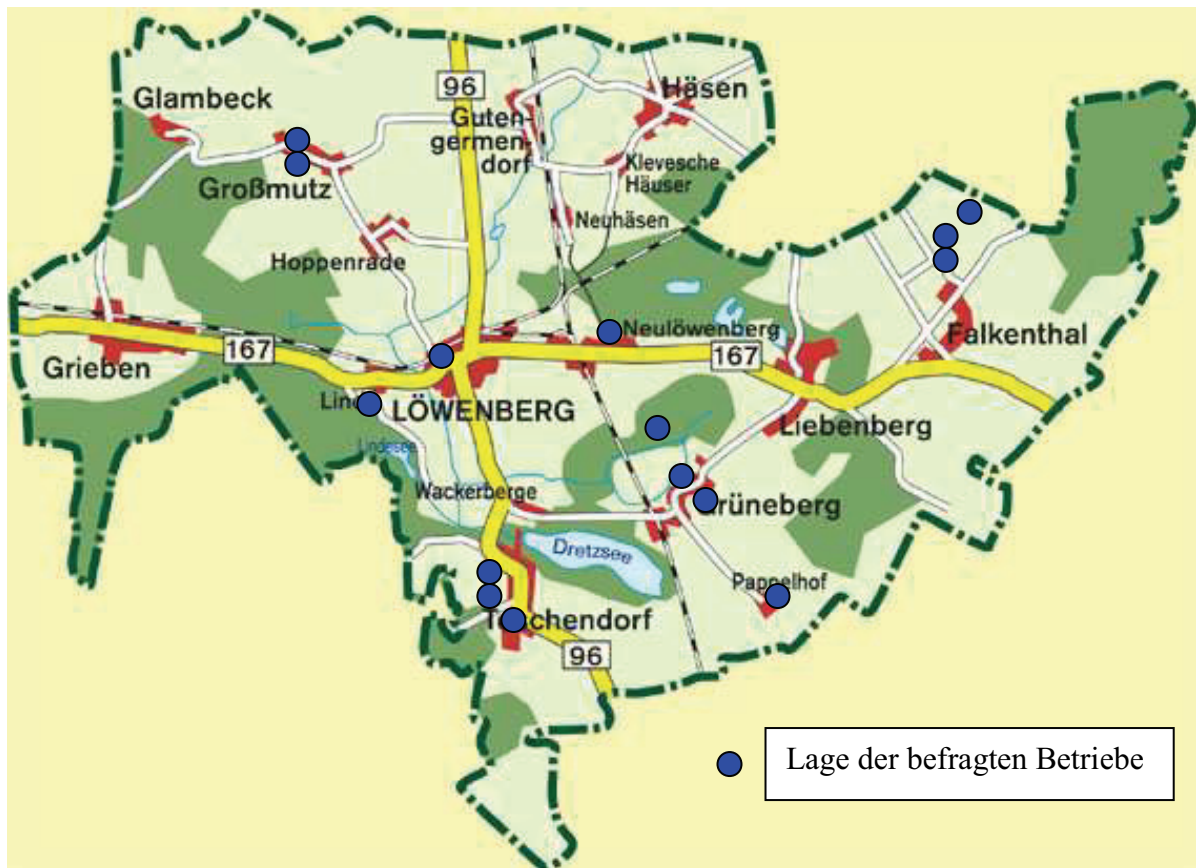 96
Häsen
Glambeck
Guten-
germen-
dorf
Klevesche
Häuser
Großmutz
Neuhäsen
Hoppenrade
Neulöwenberg
Falkenthal
167
167
Grieben
LÖWENBERG
Liebenberg
Wackerberge
Dretzsee
Pappelhof
96
Lage der befragten Betriebe